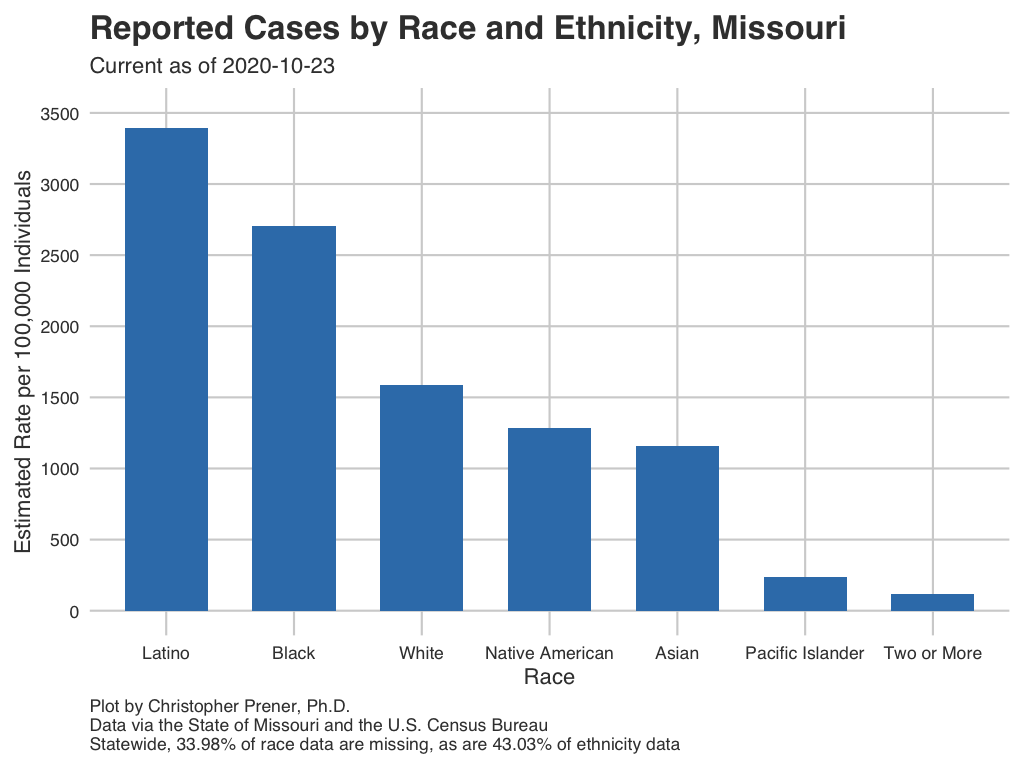 Reported Cases by Race and Ethnicity, Missouri
Current as of 2020-10-23
Estimated Rate per 100,000 Individuals
3500
3000
2500
2000
1500
1000
500
0
Latino Black White Native American Asian Pacific Islander Two or More
Race
Plot by Christopher Prener, Ph.D.
Data via the State of Missouri and the U.S. Census Bureau
Statewide, 33.98% of race data are missing, as are 43.03% of ethnicity data